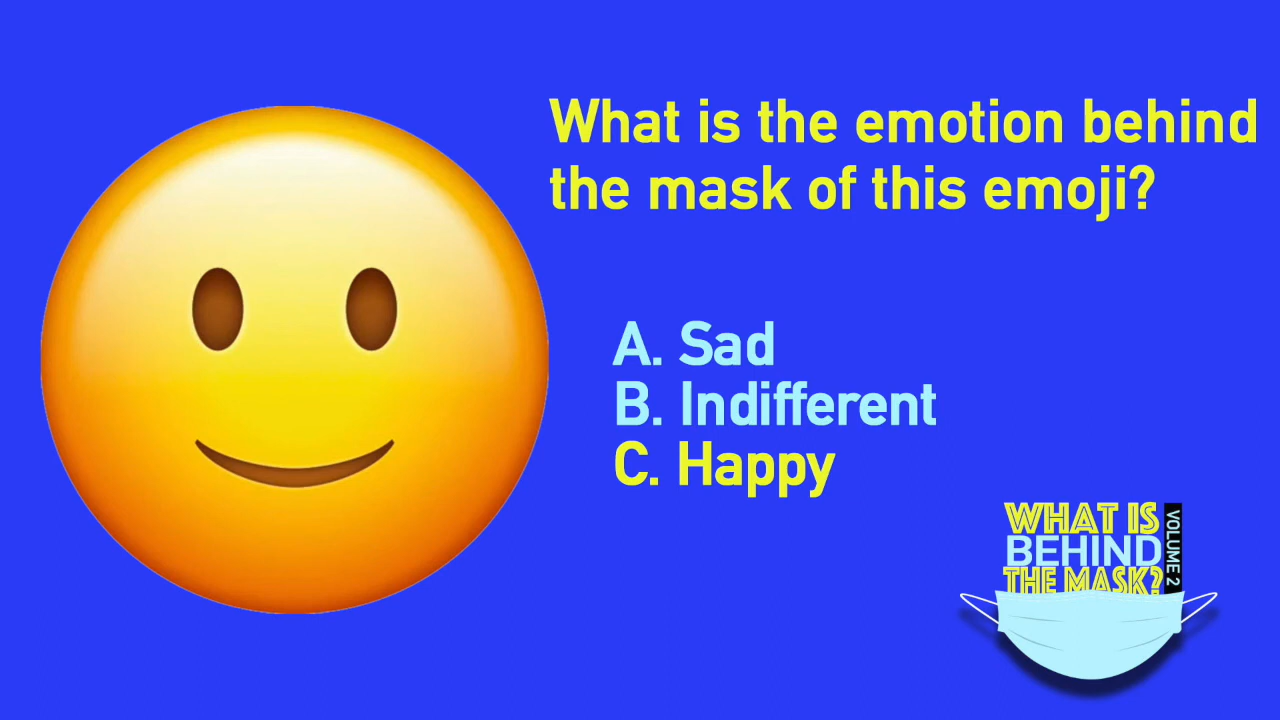 What is the emotion behind
the mask of this emoji?
A. Sad
B. Indifferent
C. Happy
WHAT IS
BEHIND
THE MASK?
VOLUME 2